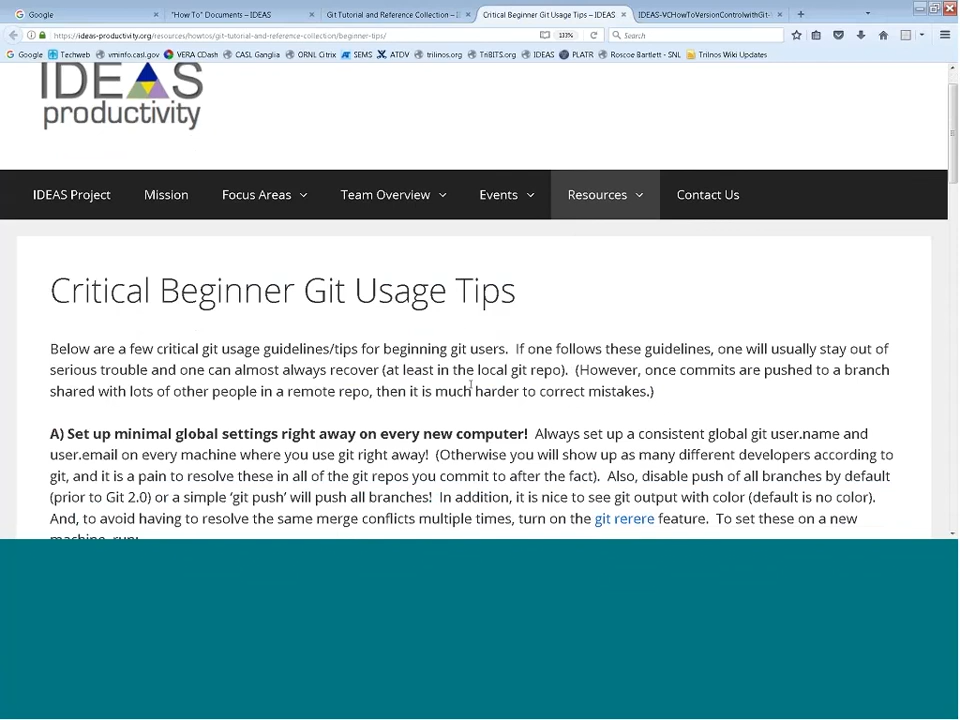 Google
"How To" Documents – IDEAS
Git Tutorial and Reference Collection – I...
Critical Beginner Git Usage Tips – IDEAS
IDEAS-VCHowToVersionControlwithGit-
https://ideas-productivity.org/resources/howtos/git-tutorial-and-reference-collection/beginner-tips/
133%
Search
Google
Techweb
vminfo.casl.gov/
VERA CDash
CASL Ganglia
ORNL Citrix
SEMS
ATDV
trilinos.org
TriBITS.org
IDEAS
PLATR
Roscoe Bartlett - SNL
Trilnos Wiki Updates
IDEAS
productivity
IDEAS Project
Mission
Focus Areas
Team Overview
Events
Resources
Contact Us
Critical Beginner Git Usage Tips
Below are a few critical git usage guidelines/tips for beginning git users. If one follows these guidelines, one will usually stay out of
serious trouble and one can almost always recover (at least in the local git repo). (However, once commits are pushed to a branch
shared with lots of other people in a remote repo, then it is much harder to correct mistakes.)
A) Set up minimal global settings right away on every new computer! Always set up a consistent global git user.name and
user.email on every machine where you use git right away! (Otherwise you will show up as many different developers according to
git, and it is a pain to resolve these in all of the git repos you commit to after the fact). Also, disable push of all branches by default
(prior to Git 2.0) or a simple 'git push' will push all branches! In addition, it is nice to see git output with color (default is no color).
And, to avoid having to resolve the same merge conflicts multiple times, turn on the git rerere feature. To set these on a new
machine, run: